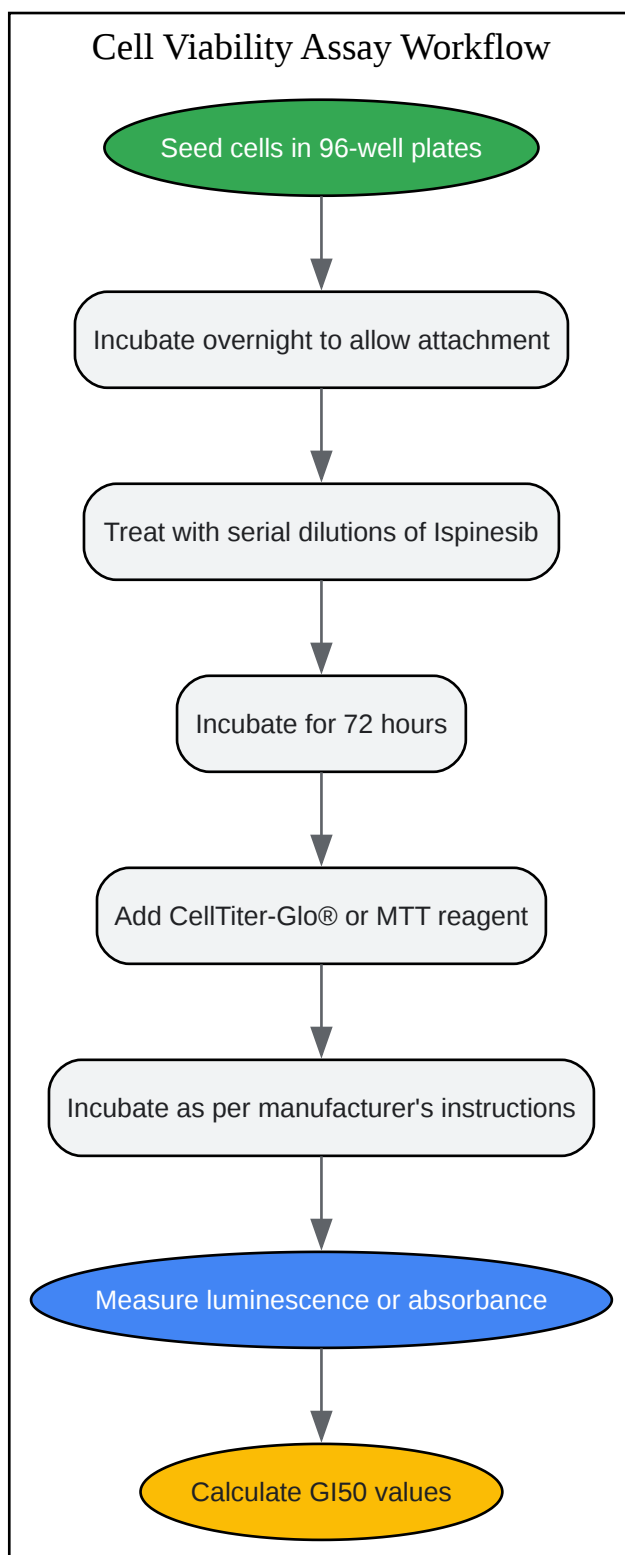 Cell Viability Assay Workflow
Seed cells in 96-well plates
Incubate overnight to allow attachment
Treat with serial dilutions of Ispinesib
Incubate for 72 hours
Add CellTiter-Glo® or MTT reagent
Incubate as per manufacturer's instructions
Measure luminescence or absorbance
Calculate GI50 values